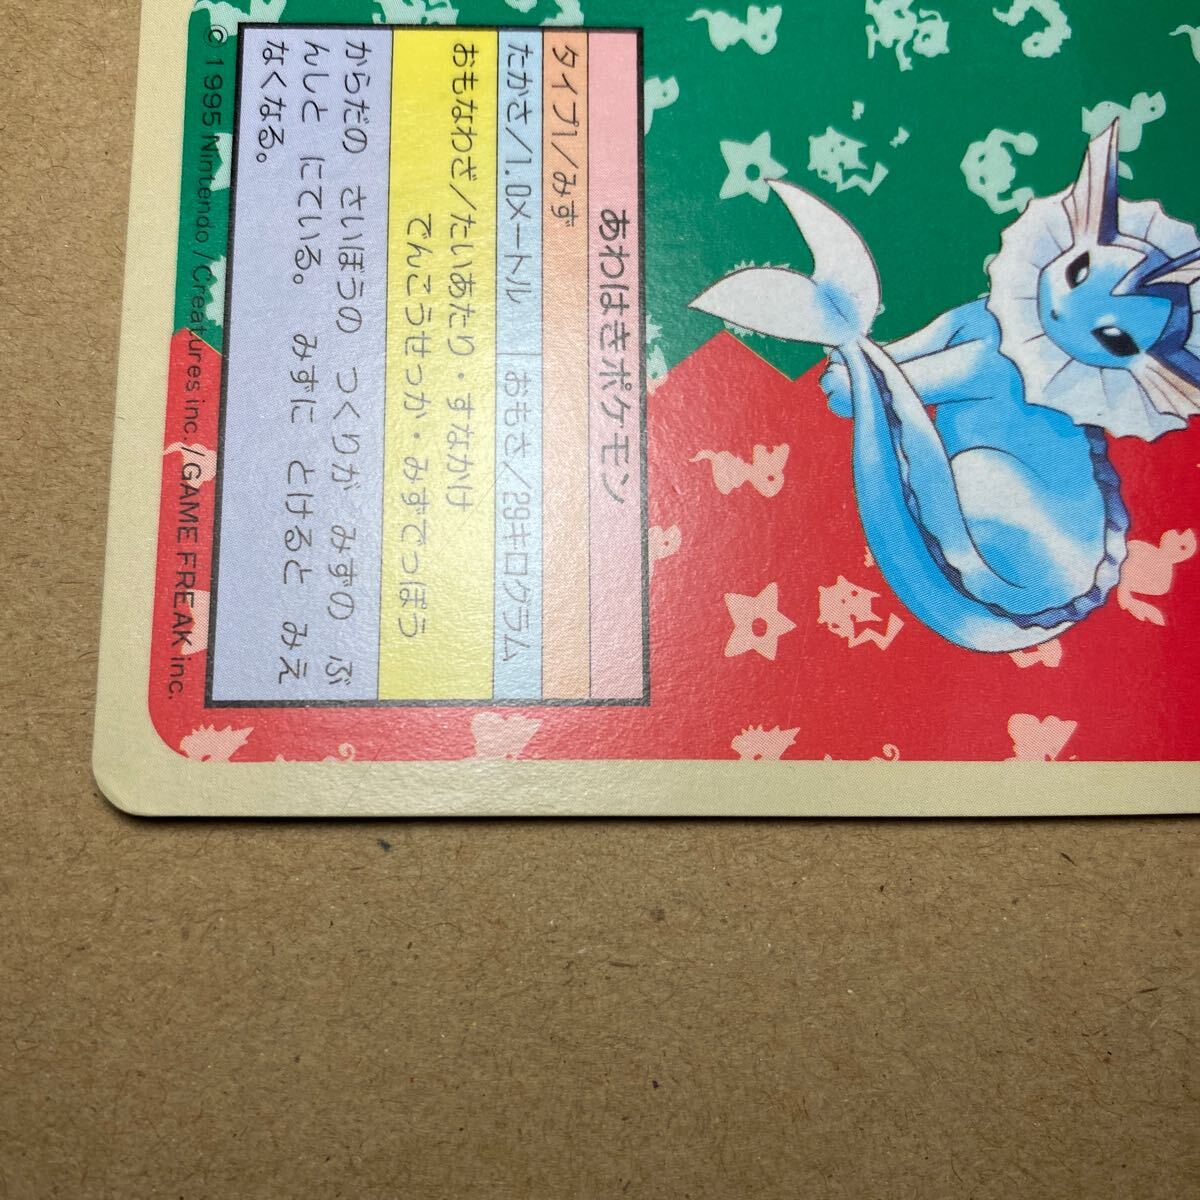 あわはきポケモン
タイプ1/みず
たかさ/1.0メートル おもさ/29キログラム
おもなわざ/たいあたり・すなかけ
でんこうせっか・みずでっぽう
からだの さいぼうの つくりが みずの ぶ
んしと にている。 みずに とけると みえ
なくなる。
© 1995 Nintendo /Creatures inc./GAME FREAK inc.